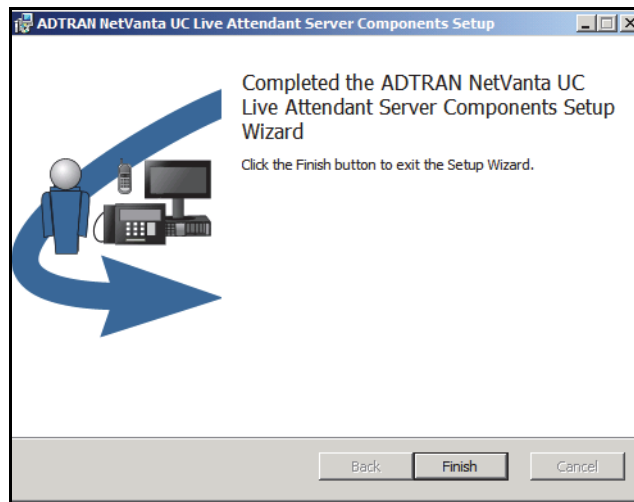 ADTRAN NetVanta UC Live Attendant Server Components Setup
Completed the ADTRAN NetVanta UC
Live Attendant Server Components Setup
Wizard
Click the Finish button to exit the Setup Wizard.
Back Finish Cancel